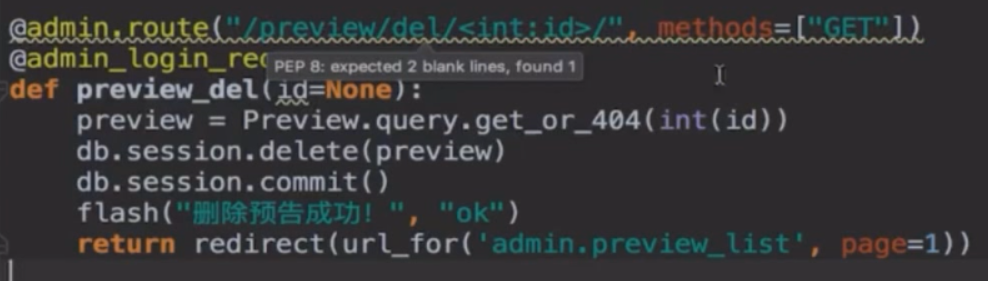 @admin.route("/preview/del/<int:id>/", methods=["GET"])
@admin_login_req
PEP 8: expected 2 blank lines, found 1
def preview_del(id=None):
preview = Preview.query.get_or_404(int(id))
db.session.delete(preview)
db.session.commit()
flash("删除预告成功！", "ok")
return redirect(url_for('admin.preview_list', page=1))